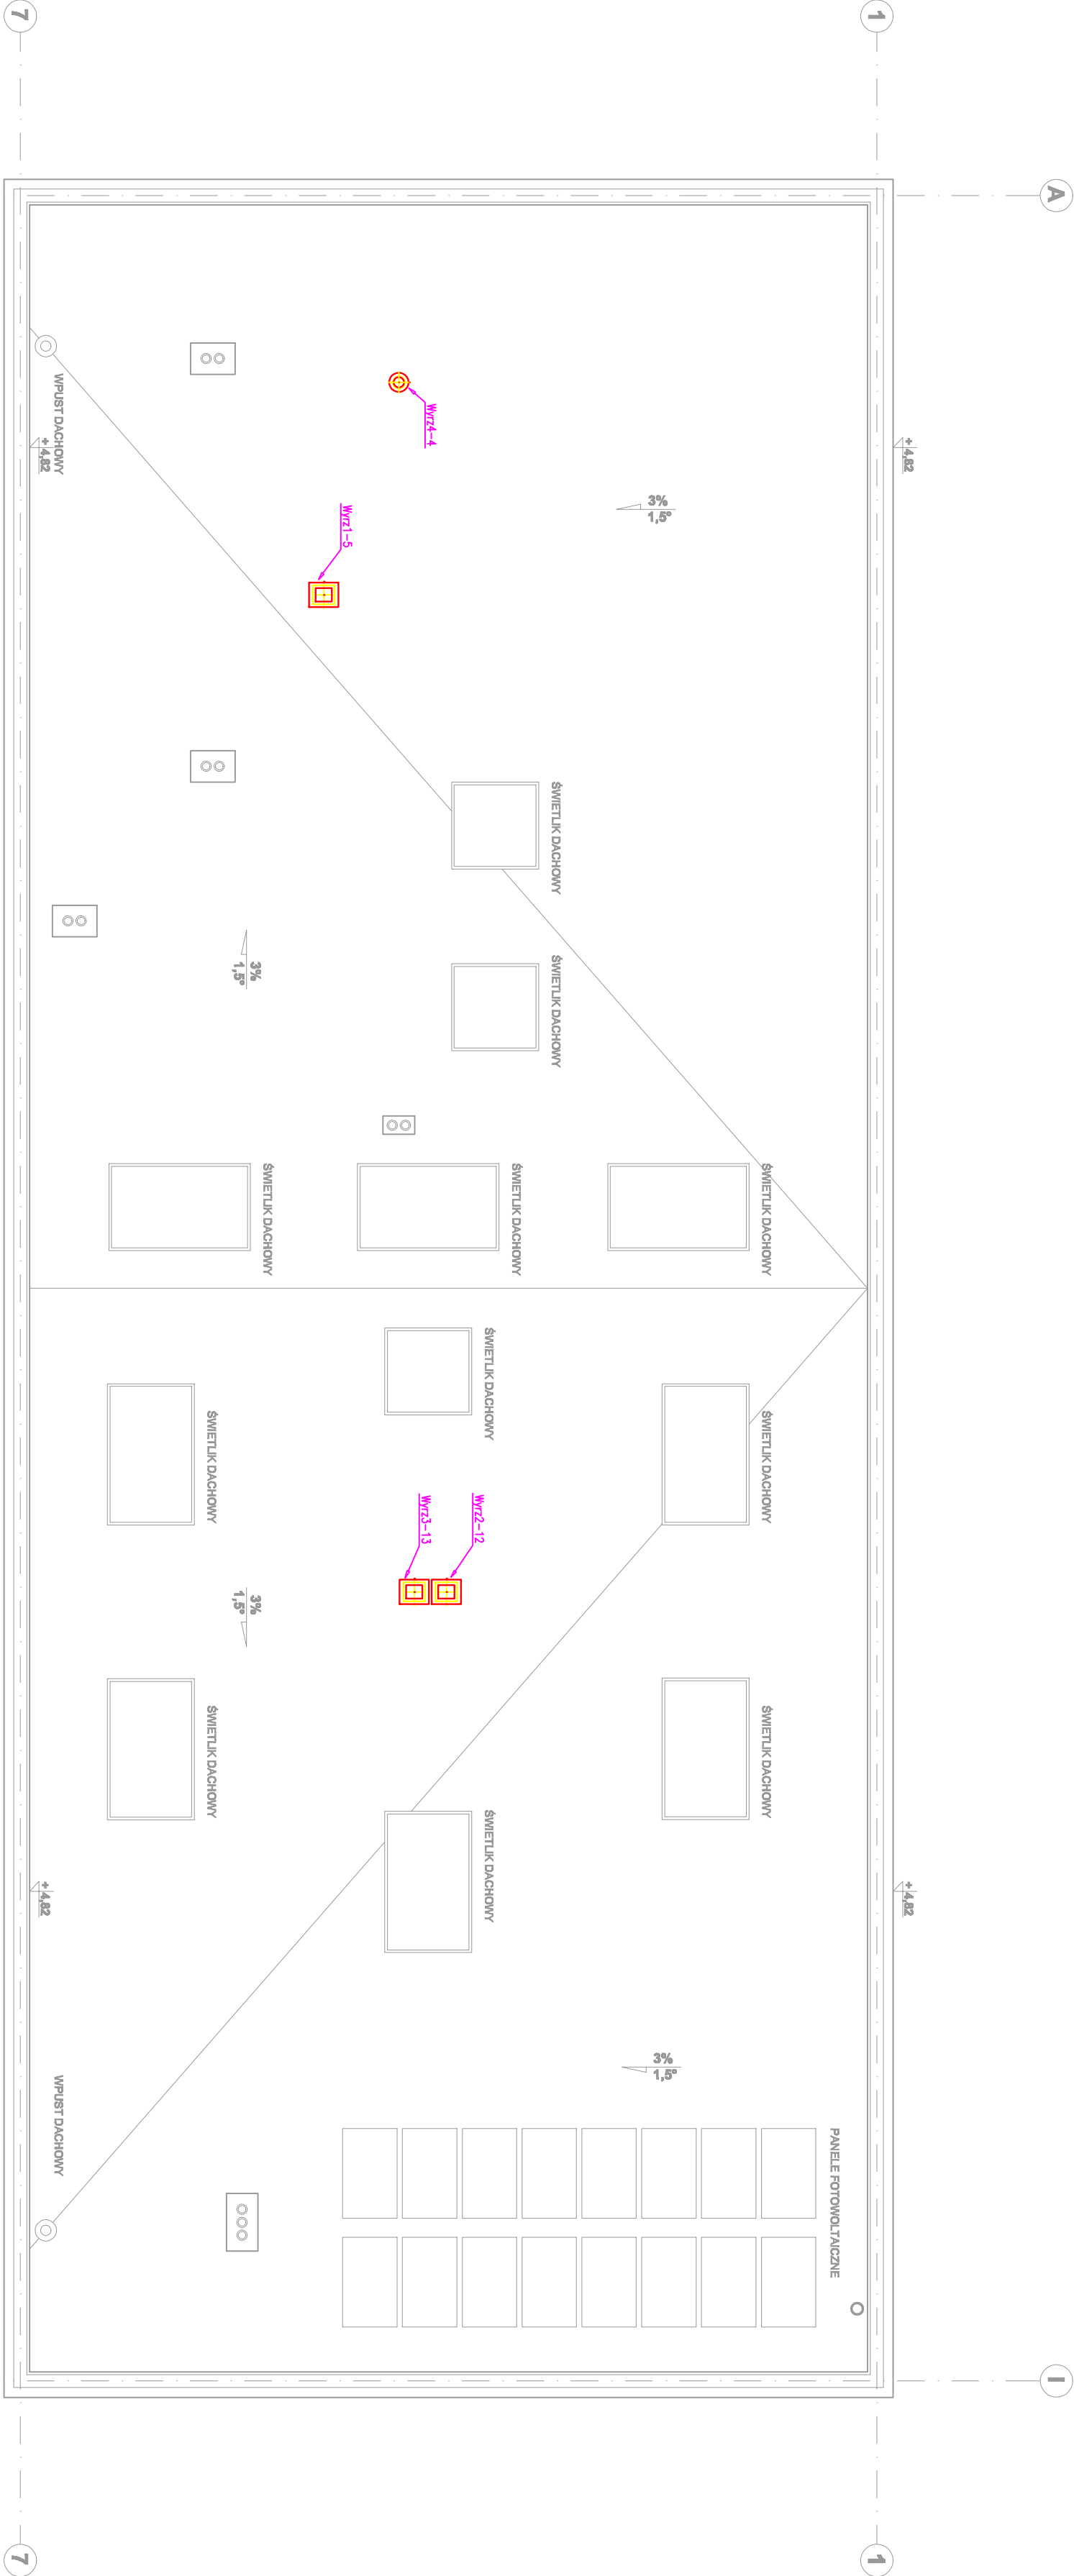 7
1
A
WPUST DACHOWY
+ 4,82
+ 4,82
Wyrz4-4
3%
1,5°
Wyrz1-5
ŚWIETLIK DACHOWY
ŚWIETLIK DACHOWY
3%
1,5°
ŚWIETLIK DACHOWY
ŚWIETLIK DACHOWY
ŚWIETLIK DACHOWY
ŚWIETLIK DACHOWY
ŚWIETLIK DACHOWY
ŚWIETLIK DACHOWY
Wyrz3-13
Wyrz2-12
3%
1,5°
ŚWIETLIK DACHOWY
ŚWIETLIK DACHOWY
ŚWIETLIK DACHOWY
+ 4,82
+ 4,82
3%
1,5°
WPUST DACHOWY
PANELE FOTOWOLTAICZNE
I
7
1